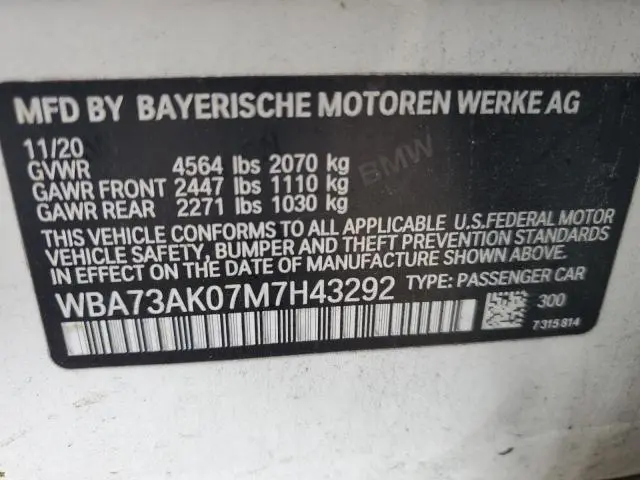 MFD BY BAYERISCHE MOTOREN WERKE AG
11/20
GVWR 4564 lbs 2070 kg
GAWR FRONT 2447 lbs 1110 kg
GAWR REAR 2271 lbs 1030 kg
BMW
THIS VEHICLE CONFORMS TO ALL APPLICABLE U.S.FEDERAL MOTOR
VEHICLE SAFETY, BUMPER AND THEFT PREVENTION STANDARDS
IN EFFECT ON THE DATE OF MANUFACTURE SHOWN ABOVE.
WBA73AK07M7H43292 TYPE: PASSENGER CAR
300
7315814